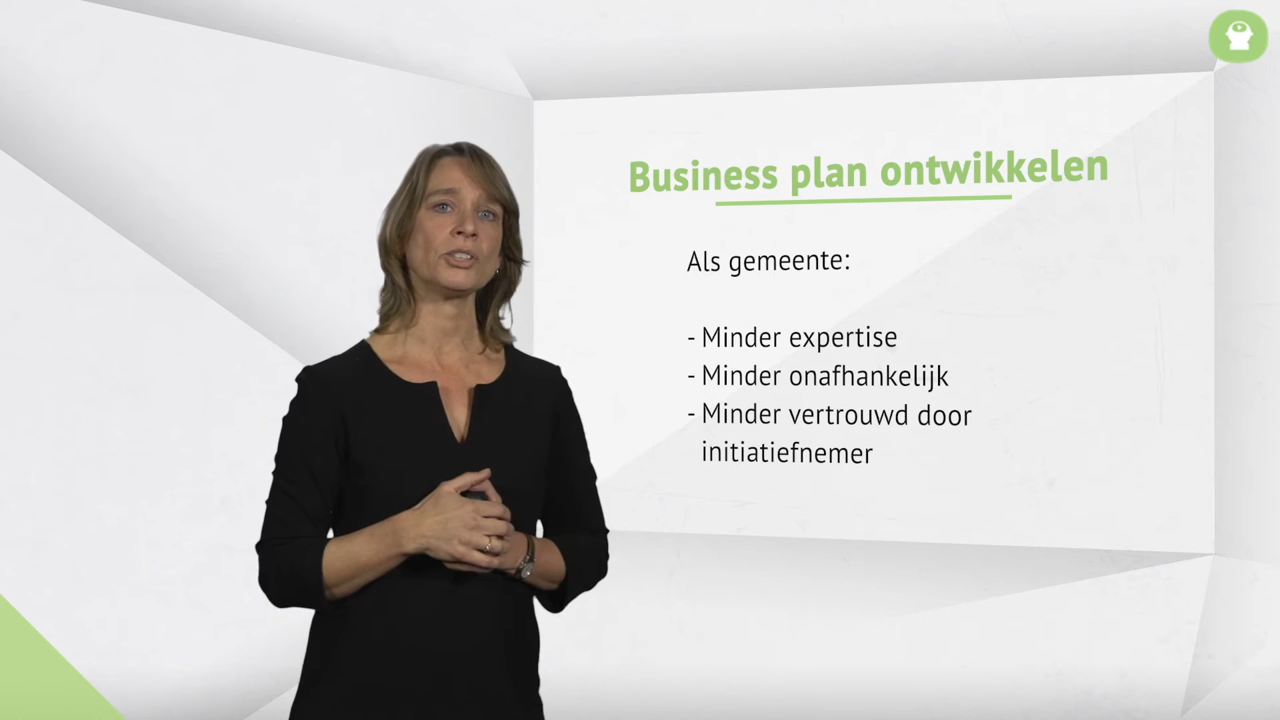 Business plan ontwikkelen
Als gemeente:
- Minder expertise
- Minder onafhankelijk
- Minder vertrouwd door
initiatiefnemer